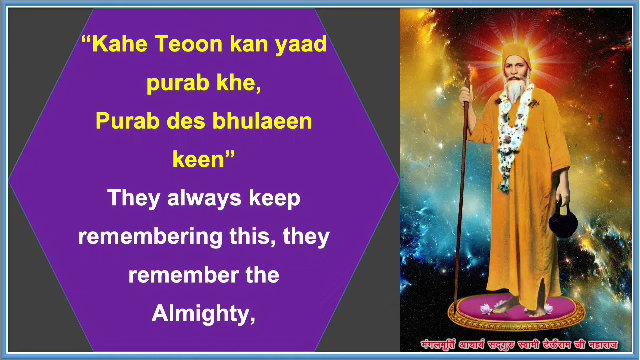 “Kahe Teoon kan yaad
purab khe,
Purab des bhulaeen
keen”
They always keep
remembering this, they
remember the
Almighty,
मंगलमूर्ति आचार्य सद्गुरु स्वामी टेऊँराम जी महाराज